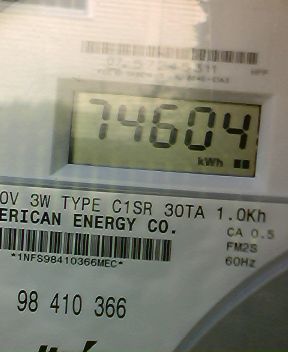 74604
kWh
0V 3W TYPE C1SR 30TA 1.0Kh
ERICAN ENERGY CO.
CA 0.5
FM2S
*1NFS98410366MEC*
60Hz
98 410 366